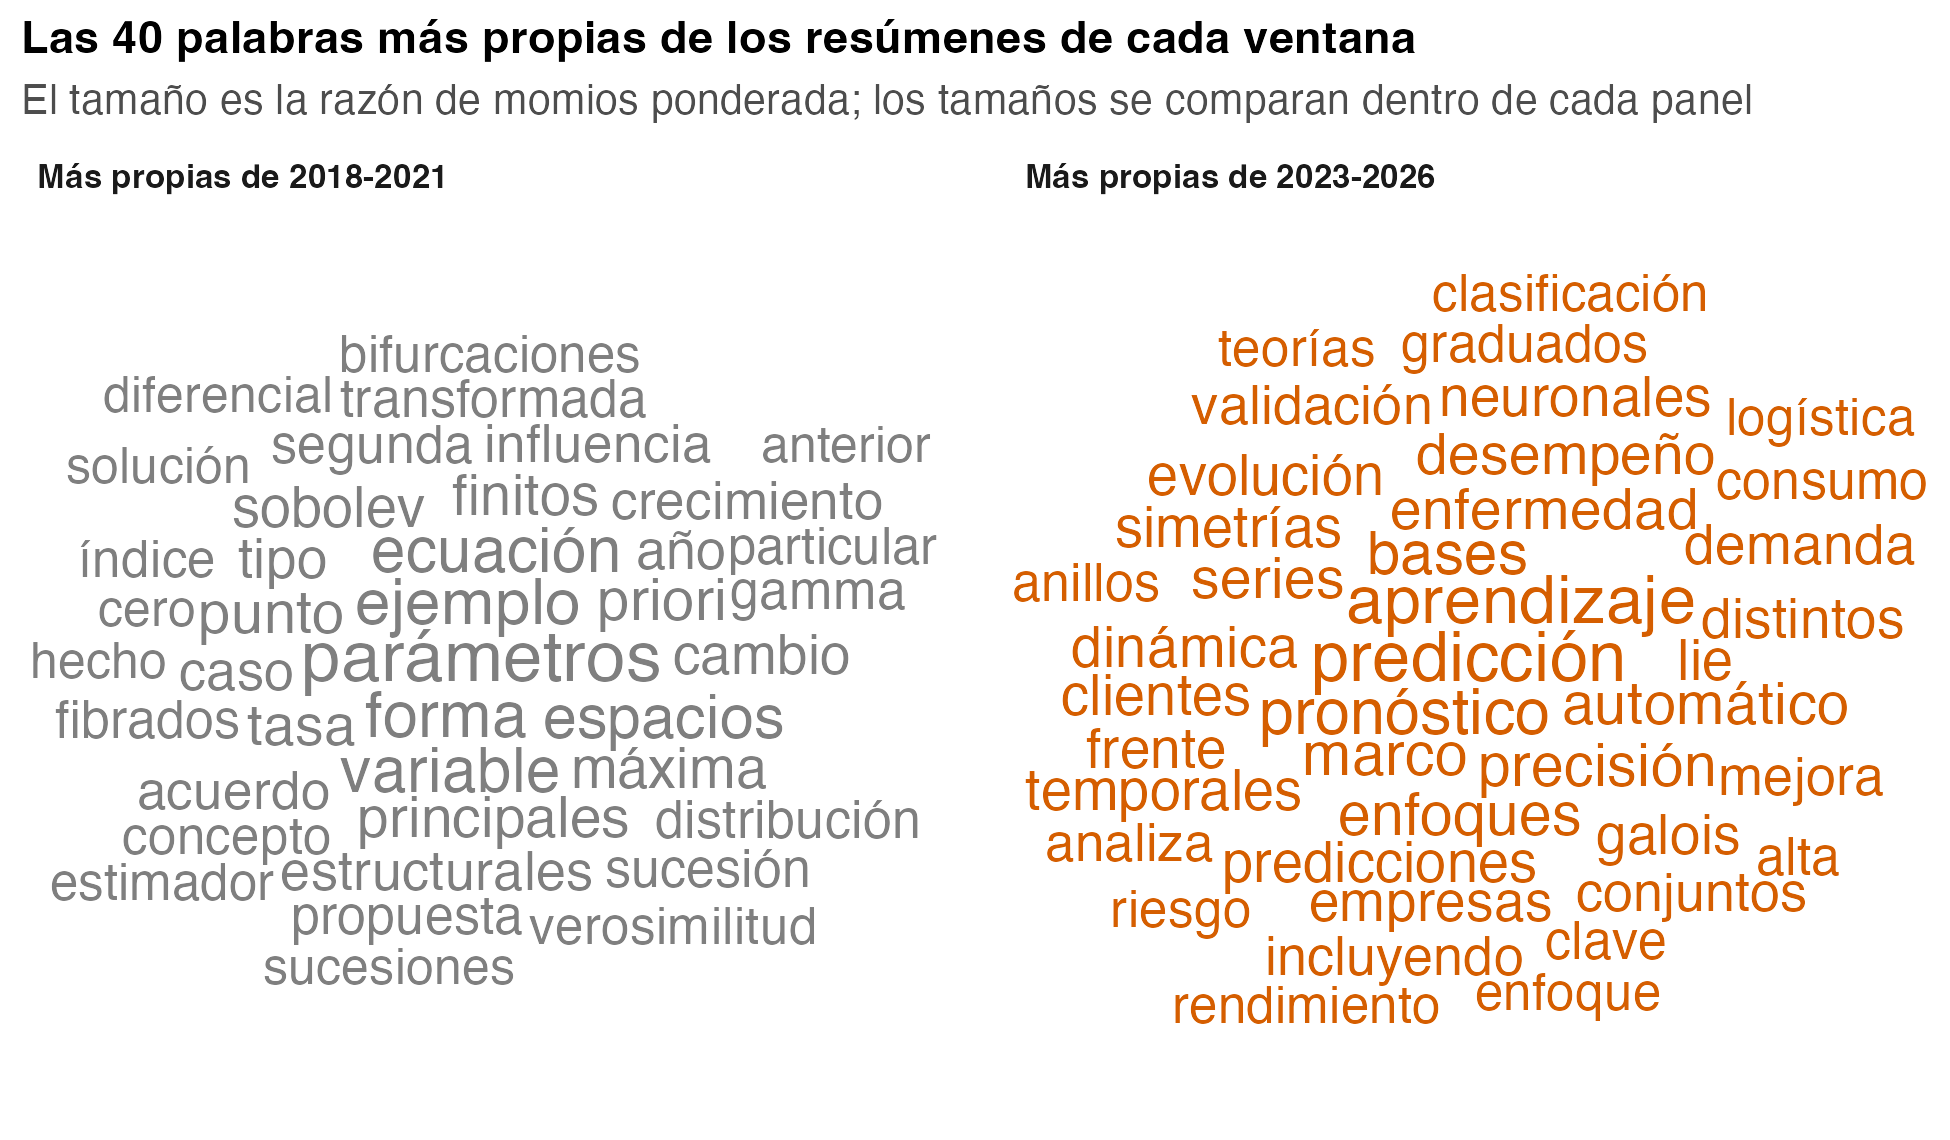 Las 40 palabras más propias de los resúmenes de cada ventana
El tamaño es la razón de momios ponderada; los tamaños se comparan dentro de cada panel
Más propias de 2018-2021
bifurcaciones
diferencial transformada
segunda influencia anterior
solución
sobolev finitos crecimiento
índice tipo ecuación año particular
cero punto ejemplo priori gamma
hecho caso parámetros cambio
fibrados tasa forma espacios
variable máxima
acuerdo principales distribución
concepto
estimador estructurales sucesión
propuesta verosimilitud
sucesiones
Más propias de 2023-2026
clasificación
teorías graduados
validación neuronales logística
evolución desempeño consumo
simetrías enfermedad
bases demanda
anillos series aprendizaje distintos
dinámica predicción lie
clientes pronóstico automático
frente marco precisión mejora
temporales enfoques
analiza predicciones galois alta
riesgo empresas conjuntos
incluyendo clave
rendimiento enfoque